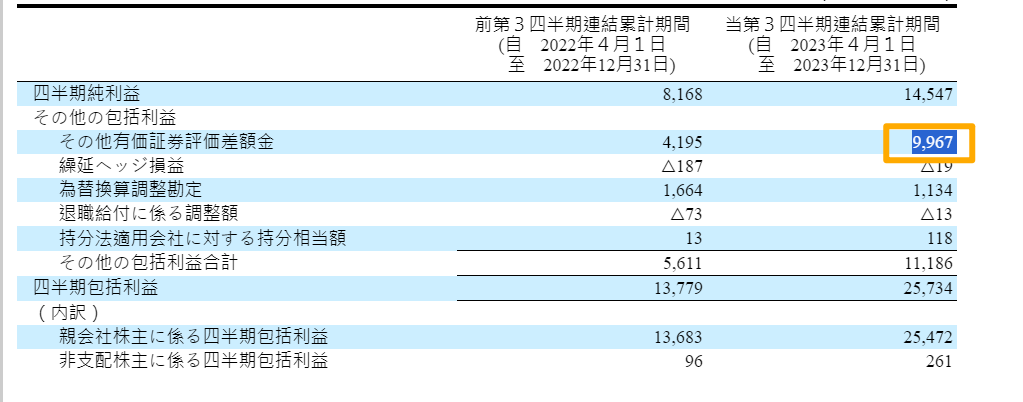 前第３四半期連結累計期間 当第３四半期連結累計期間
(自　2022年４月１日 (自　2023年４月１日
至　2022年12月31日) 至　2023年12月31日)
四半期純利益 8,168 14,547
その他の包括利益
その他有価証券評価差額金 4,195 9,967
繰延ヘッジ損益 △187 △19
為替換算調整勘定 1,664 1,134
退職給付に係る調整額 △73 △13
持分法適用会社に対する持分相当額 13 118
その他の包括利益合計 5,611 11,186
四半期包括利益 13,779 25,734
（内訳）
親会社株主に係る四半期包括利益 13,683 25,472
非支配株主に係る四半期包括利益 96 261